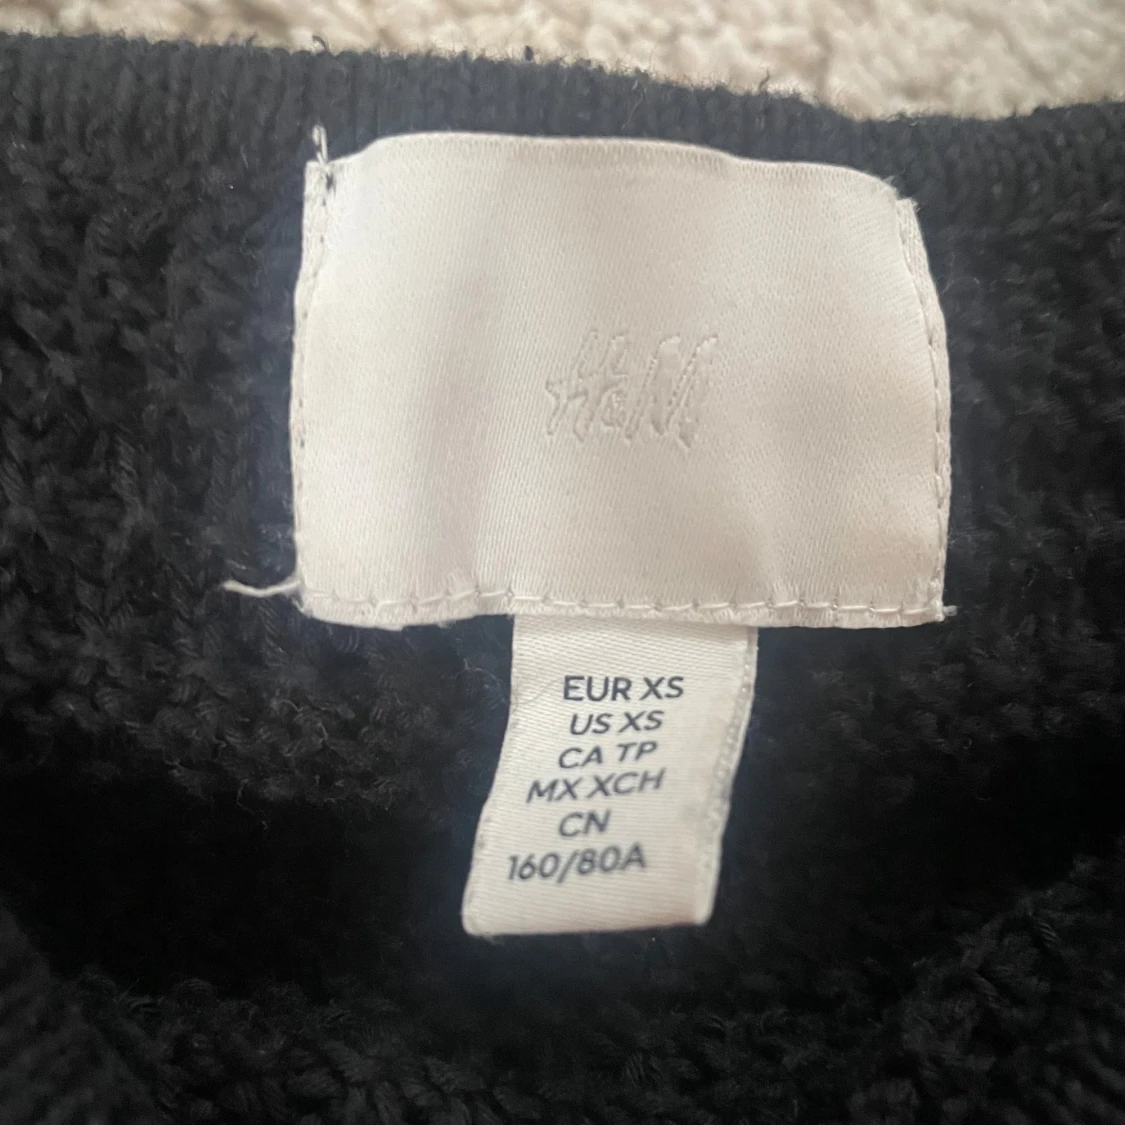 H&M
EUR XS
US XS
CA TP
MX XCH
CN
160/80A